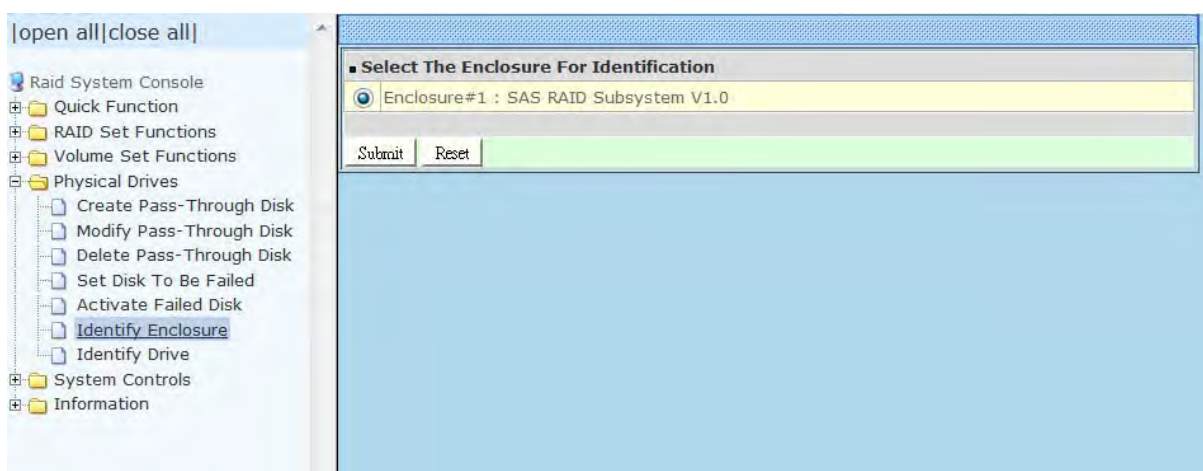 |open all|close all|
Raid System Console
Quick Function
RAID Set Functions
Volume Set Functions
Physical Drives
Create Pass-Through Disk
Modify Pass-Through Disk
Delete Pass-Through Disk
Set Disk To Be Failed
Activate Failed Disk
Identify Enclosure
Identify Drive
System Controls
Information
Select The Enclosure For Identification
Enclosure#1 : SAS RAID Subsystem V1.0
Submit Reset